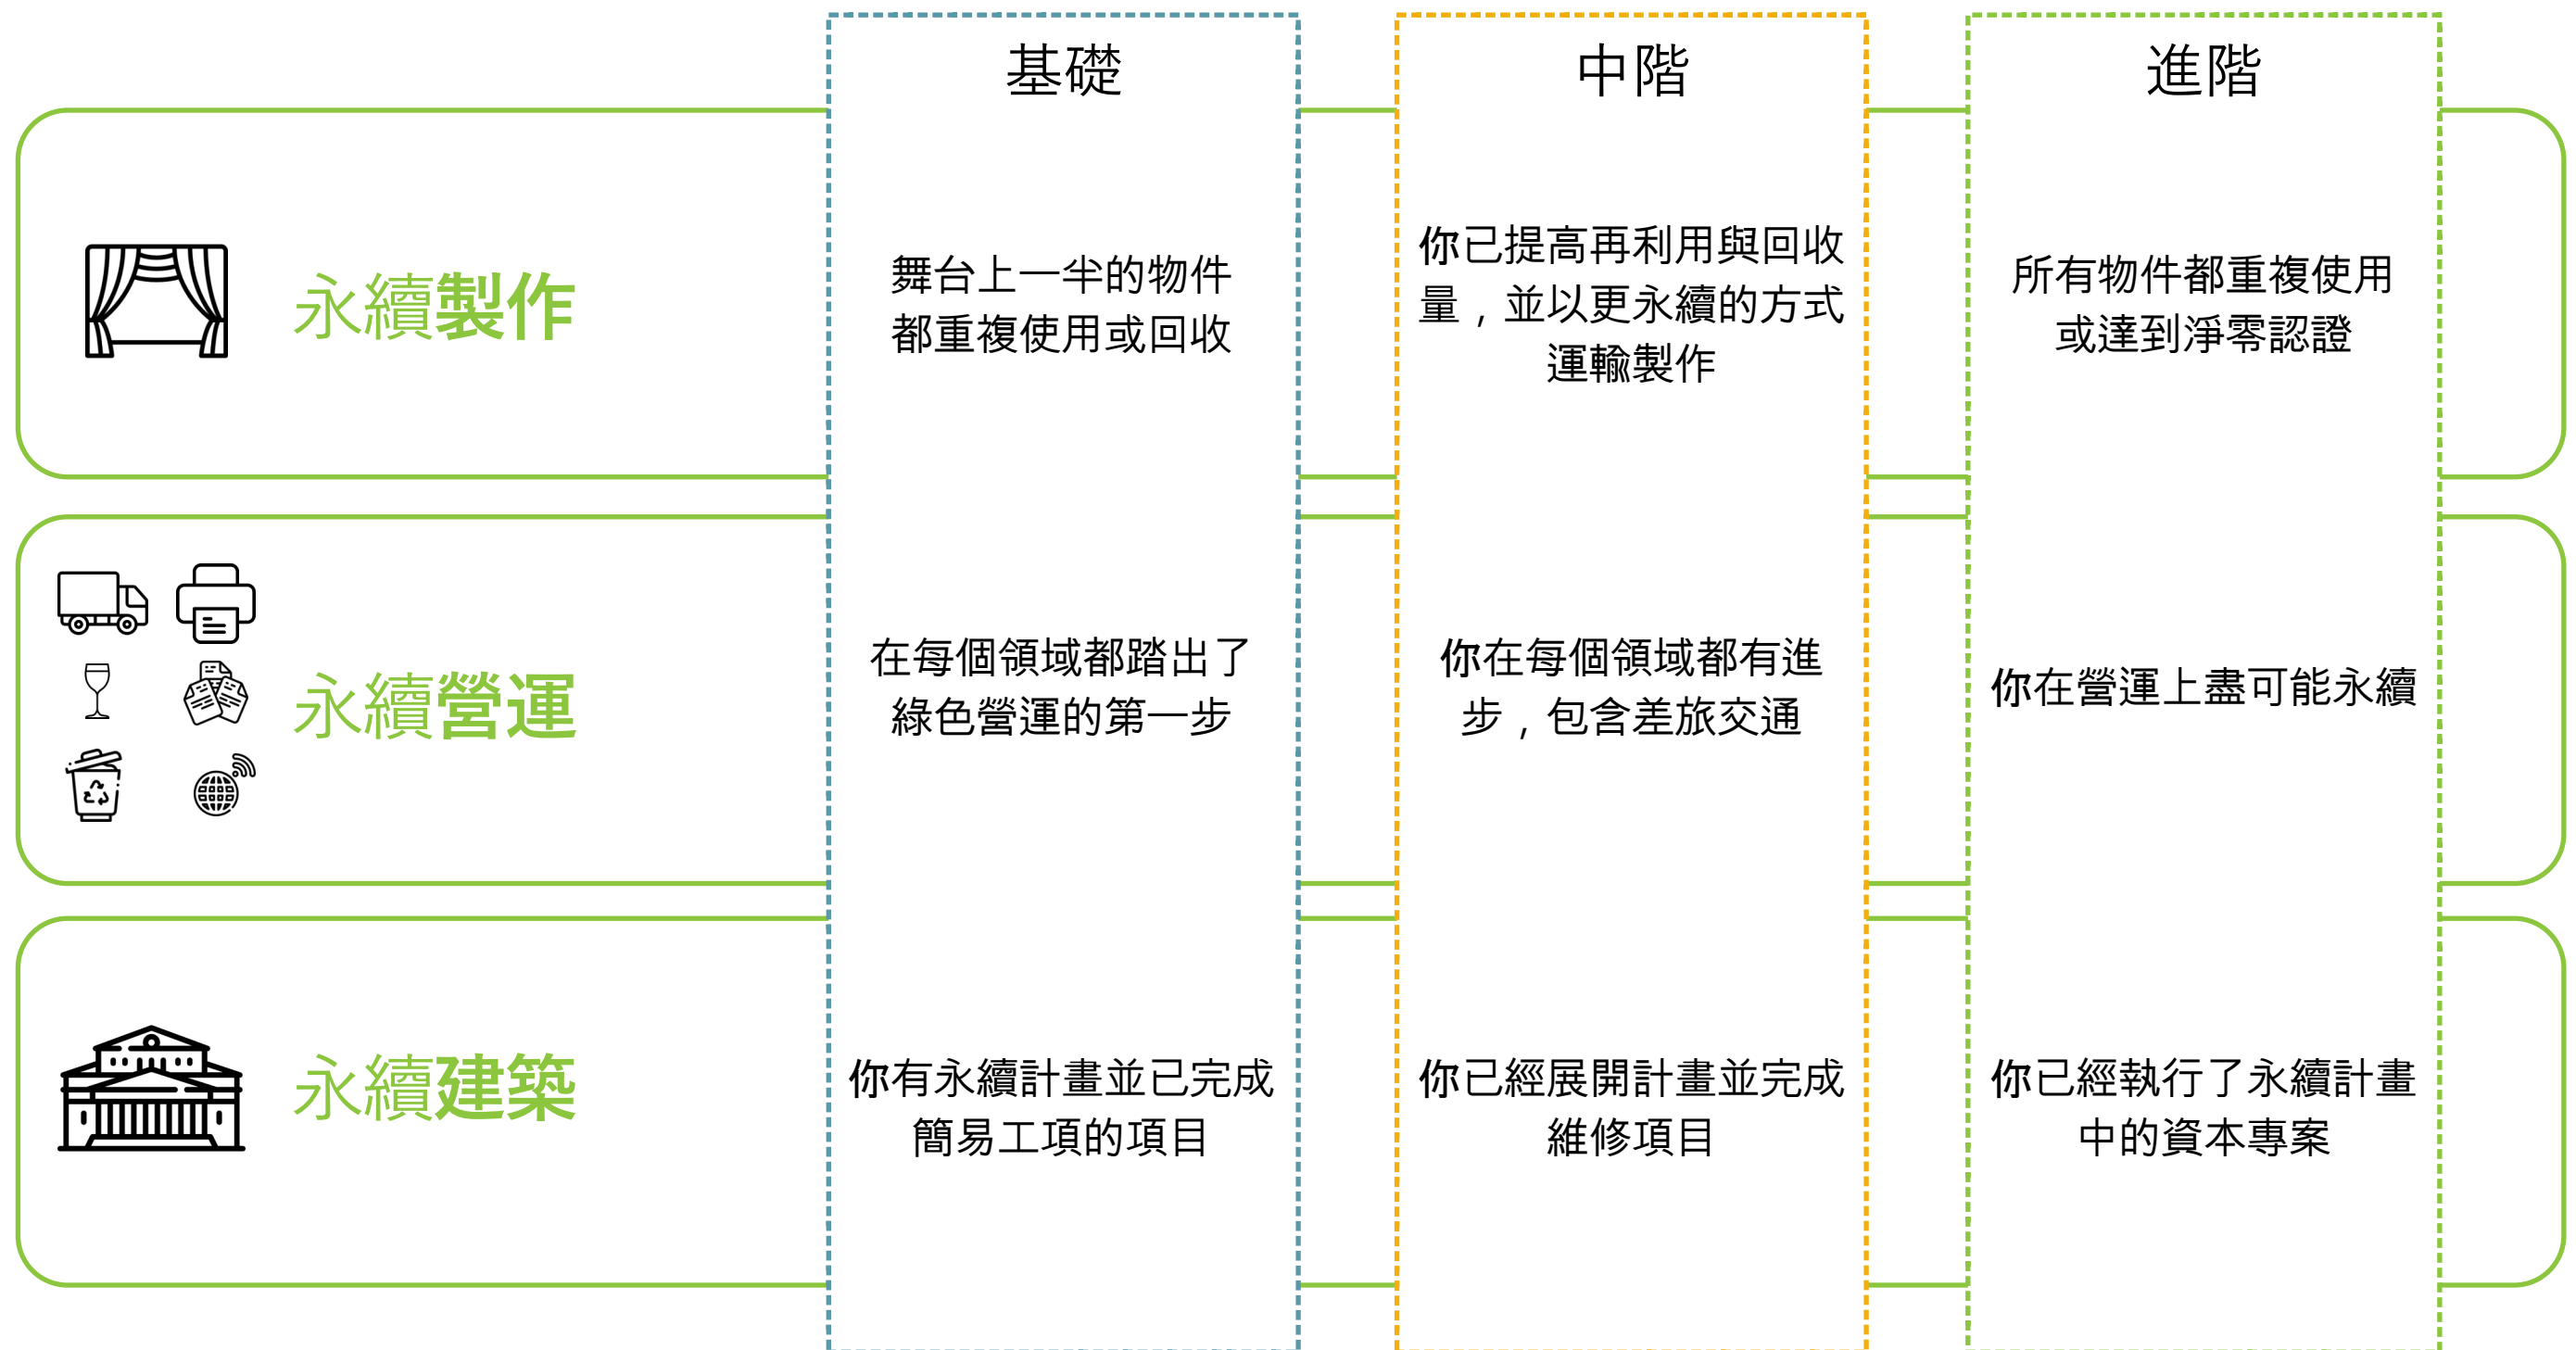 基礎
中階
進階
永續製作
舞台上一半的物件
都重複使用或回收
你已提高再利用與回收
量，並以更永續的方式
運輸製作
所有物件都重複使用
或達到淨零認證
永續營運
在每個領域都踏出了
綠色營運的第一步
你在每個領域都有進
步，包含差旅交通
你在營運上盡可能永續
永續建築
你有永續計畫並已完成
簡易工項的項目
你已經展開計畫並完成
維修項目
你已經執行了永續計畫
中的資本專案